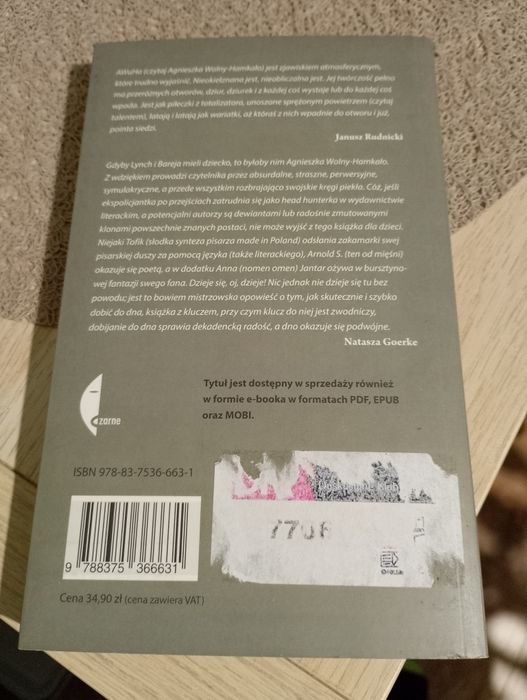 AWuHa (czytaj Agnieszka Wolny-Hamkało) jest zjawiskiem atmosferycznym,
które trudno wyjaśnić. Nieokiełznana jest, nieobliczalna jest. Jej twórczość pełna
ma przeróżnych otworów, dziur, dziurek i z każdej coś wystaje lub do każdej coś
wpada. Jest jak piłeczki z totalizatora, unoszone sprężonym powietrzem (czytaj
talentem), latają i latają jak wariatki, aż któraś z nich wpadnie do otworu i już,
pointa siedzi.
Janusz Rudnicki
Gdyby Lynch i Bareja mieli dziecko, to byłaby nim Agnieszka Wolny-Hamkało.
Z wdziękiem prowadzi czytelnika przez absurdalne, straszne, perwersyjne,
symulakryczne, a przede wszystkim rozbrajająco swojskie kręgi piekła. Cóż, jeśli
ekspolicjantka po przejściach zatrudnia się jako head hunterka w wydawnictwie
literackim, a potencjalni autorzy są dewiantami lub radośnie zmutowanymi
klonami powszechnie znanych postaci, nie może wyjść z tego książka dla dzieci.
Niejaki Tofik (słodka synteza pisarza made in Poland) odsłania zakamarki swej
pisarskiej duszy za pomocą języka (także literackiego), Arnold S. (ten od mięśni)
okazuje się poetą, a w dodatku Anna (nomen omen) Jantar ożywa w bursztyno-
wej fantazji swego fana. Dzieje się, oj, dzieje! Nic jednak nie dzieje się tu bez
powodu; jest to bowiem mistrzowska opowieść o tym, jak skutecznie i szybko
dobić do dna, książka z kluczem, przy czym klucz do niej jest zwodniczy,
dobijanie do dna sprawia dekadencką radość, a dno okazuje się podwójne.
Natasza Goerke
czarne
Tytuł jest dostępny w sprzedaży również
w formie e-booka w formatach PDF, EPUB
oraz MOBI.
ISBN 978-83-7536-663-1
9 788375 366631
Cena 34,90 zł (cena zawiera VAT)